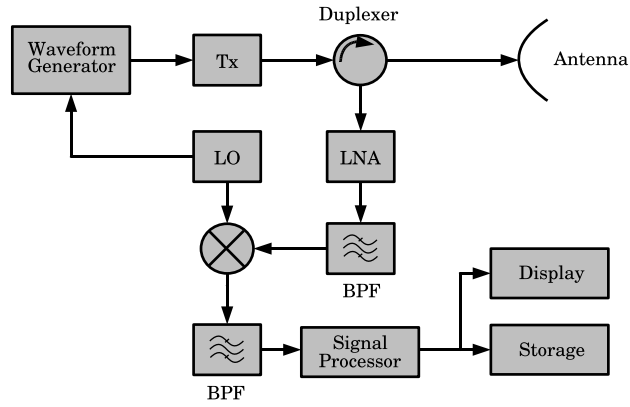 Duplexer
Waveform
Generator
Tx
Antenna
LO
LNA
BPF
Display
Signal
Processor
Storage
BPF